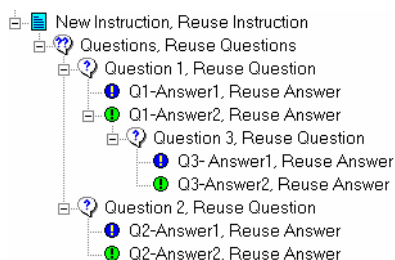 New Instruction, Reuse Instruction
Questions, Reuse Questions
Question 1, Reuse Question
Q1-Answer1, Reuse Answer
Q1-Answer2, Reuse Answer
Question 3, Reuse Question
Q3- Answer1, Reuse Answer
Q3-Answer2, Reuse Answer
Question 2, Reuse Question
Q2-Answer1, Reuse Answer
Q2-Answer2, Reuse Answer